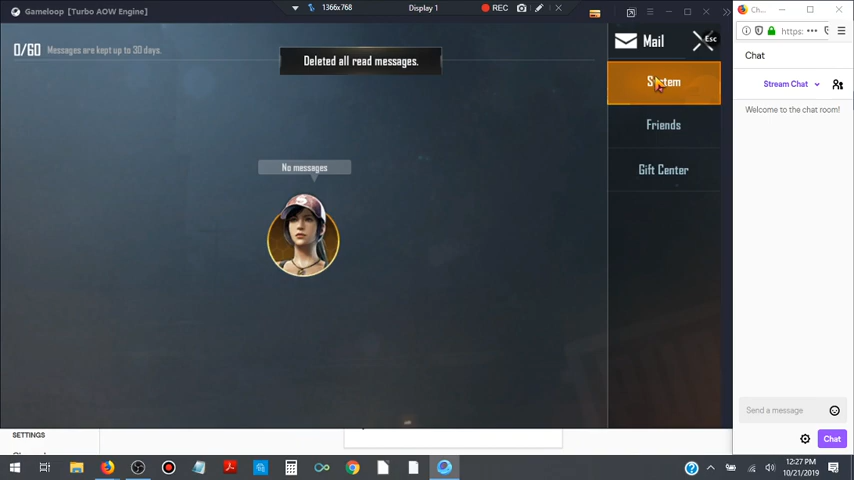 Gameloop [Turbo AOW Engine]
1366x768
Display 1
REC
0/60
Messages are kept up to 30 days.
Deleted all read messages.
Mail
Esc
System
Friends
Gift Center
No messages
SETTINGS
Ch...
https:
Chat
Stream Chat
Welcome to the chat room!
Send a message
Chat
12:27 PM
10/21/2019